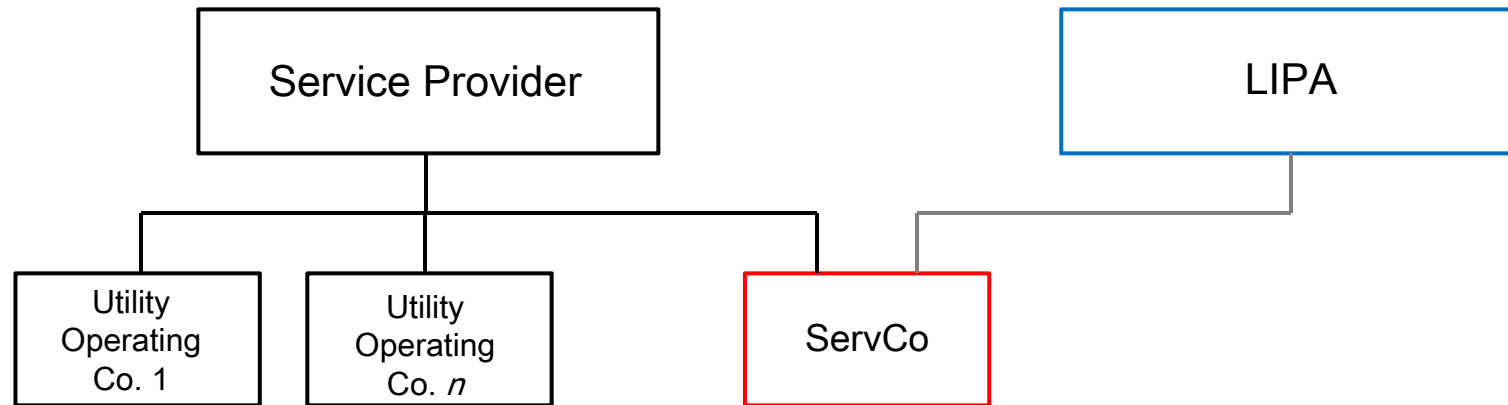 Service Provider
LIPA
Utility
Operating
Co. 1
Utility
Operating
Co. n
ServCo